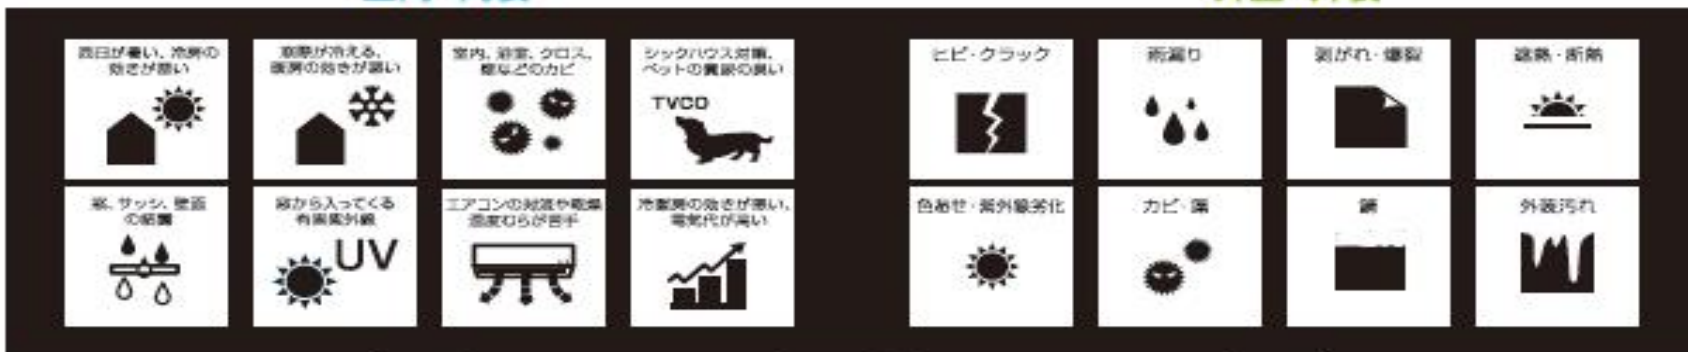 西日が暑い、冷房の
効きが悪い
窓際が冷える、
暖房の効きが悪い
室内、浴室、クロス、
壁などのカビ
シックハウス対策、
ペットの臭い
TVCO
ヒビ・クラック
雨漏り
剥がれ・爆裂
遮熱・断熱
窓、サッシ、壁面
の結露
窓から入ってくる
有害紫外線
UV
エアコンの対流や乾燥
温度むらが苦手
冷暖房の効きが悪い、
電気代が高い
色あせ・紫外線劣化
カビ・藻
錆
外装汚れ